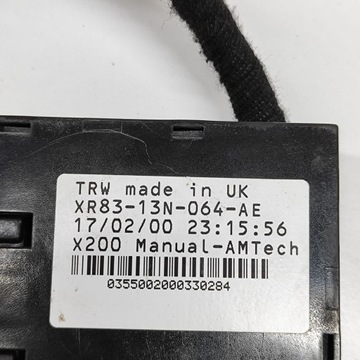 TRW made in UK
XR83-13N-064-AE
17/02/00 23:15:56
X200 Manual-AMTech
0355002000330284